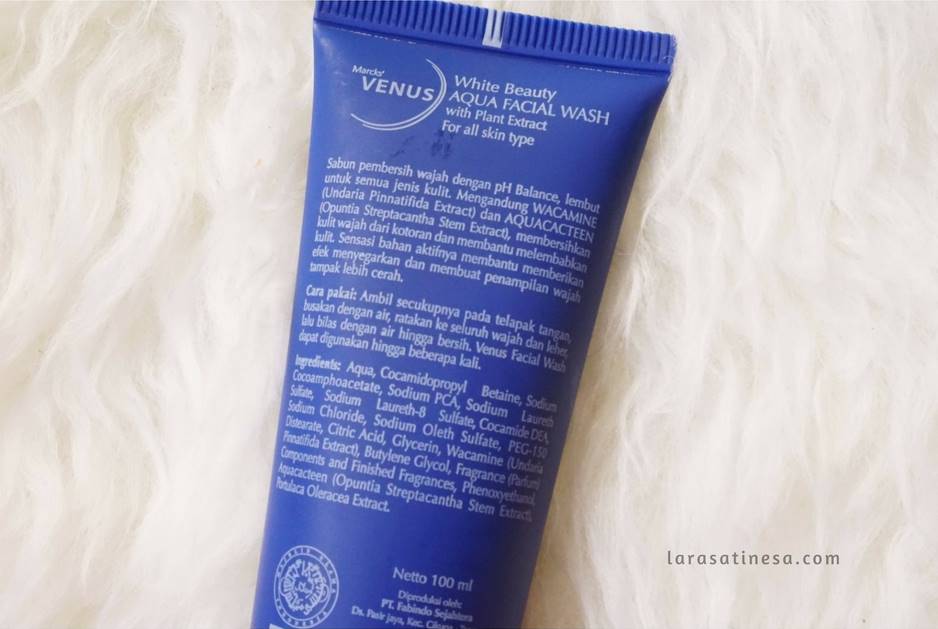 Marcks'
VENUS
White Beauty
AQUA FACIAL WASH
with Plant Extract
For all skin type
Sabun pembersih wajah dengan pH Balance, lembut
untuk semua jenis kulit. Mengandung WACAMINE
(Undaria Pinnatifida Extract) dan AQUACACTEEN
(Opuntia Streptacantha Stem Extract), membersihkan
kulit wajah dari kotoran dan membantu melembabkan
kulit. Sensasi bahan aktifnya membantu memberikan
efek menyegarkan dan membuat penampilan wajah
tampak lebih cerah.
Cara pakai: Ambil secukupnya pada telapak tangan,
busakan dengan air, ratakan ke seluruh wajah dan leher,
lalu bilas dengan air hingga bersih. Venus Facial Wash
dapat digunakan hingga beberapa kali.
Ingredients: Aqua, Cocamidopropyl Betaine, Sodium
Cocoamphoacetate, Sodium PCA, Sodium Laureth
Sulfate, Sodium Laureth-8 Sulfate, Cocamide DEA,
Sodium Chloride, Sodium Oleth Sulfate, PEG-150
Distearate, Citric Acid, Glycerin, Wacamine (Undaria
Pinnatifida Extract), Butylene Glycol, Fragrance (Parfum)
Components and Finished Fragrances, Phenoxyethanol,
Aquacacteen (Opuntia Streptacantha Stem Extract),
Portulaca Oleracea Extract.
Netto 100 ml
Diproduksi oleh:
PT. Fabindo Sejahtera
Ds. Pasir jaya, Kec. Cikupa
larasatinesa.com